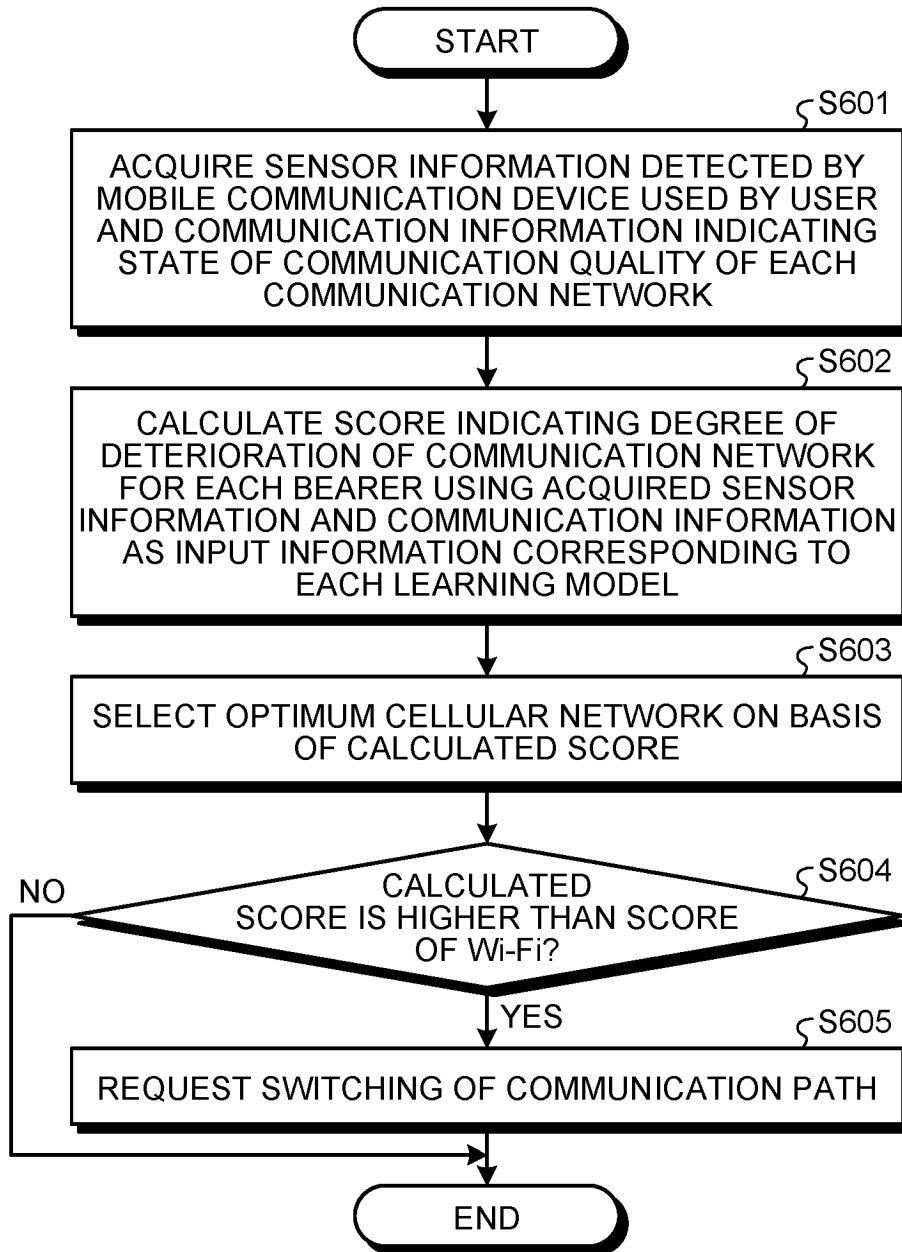 START
S601
ACQUIRE SENSOR INFORMATION DETECTED BY
MOBILE COMMUNICATION DEVICE USED BY USER
AND COMMUNICATION INFORMATION INDICATING
STATE OF COMMUNICATION QUALITY OF EACH
COMMUNICATION NETWORK
S602
CALCULATE SCORE INDICATING DEGREE OF
DETERIORATION OF COMMUNICATION NETWORK
FOR EACH BEARER USING ACQUIRED SENSOR
INFORMATION AND COMMUNICATION INFORMATION
AS INPUT INFORMATION CORRESPONDING TO
EACH LEARNING MODEL
S603
SELECT OPTIMUM CELLULAR NETWORK ON BASIS
OF CALCULATED SCORE
S604
NO
CALCULATED
SCORE IS HIGHER THAN SCORE
OF Wi-Fi?
YES
S605
REQUEST SWITCHING OF COMMUNICATION PATH
END